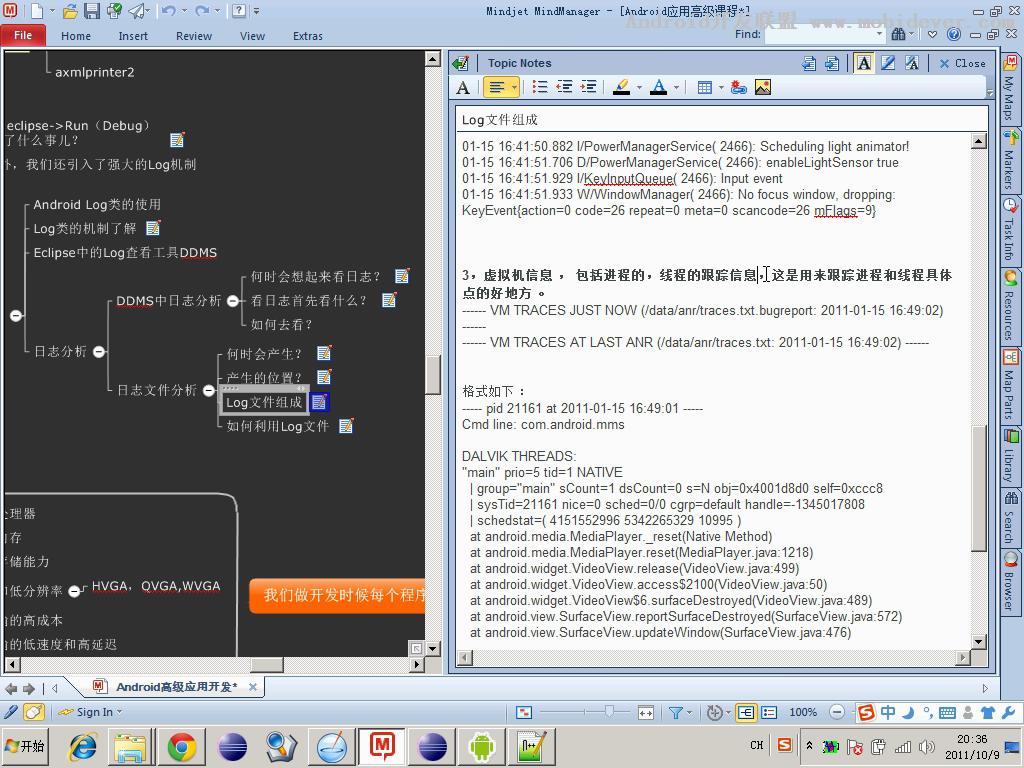 Mindjet MindManager - [Android应用高级课程*]
Android开发联盟 www.mobidever.com
File
Home
Insert
Review
View
Extras
Find:
axmlprinter2
eclipse->Run（Debug）
了什么事儿？
外，我们还引入了强大的Log机制
Android Log类的使用
Log类的机制了解
Eclipse中的Log查看工具DDMS
何时会想起来看日志？
DDMS中日志分析
看日志首先看什么？
如何去看？
日志分析
何时会产生？
产生的位置？
日志文件分析
Log文件组成
如何利用Log文件
处理器
内存
存储能力
低分辨率
HVGA，QVGA,WVGA
的高成本
的低速度和高延迟
我们做开发时候每个程序
Topic Notes
Close
Log文件组成
01-15 16:41:50.882 I/PowerManagerService( 2466): Scheduling light animator!
01-15 16:41:51.706 D/PowerManagerService( 2466): enableLightSensor true
01-15 16:41:51.929 I/KeyInputQueue( 2466): Input event
01-15 16:41:51.933 W/WindowManager( 2466): No focus window, dropping:
KeyEvent{action=0 code=26 repeat=0 meta=0 scancode=26 mFlags=9}
3，虚拟机信息 ， 包括进程的，线程的跟踪信息，这是用来跟踪进程和线程具体
点的好地方 。
------ VM TRACES JUST NOW (/data/anr/traces.txt.bugreport: 2011-01-15 16:49:02)
------
------ VM TRACES AT LAST ANR (/data/anr/traces.txt: 2011-01-15 16:49:02) ------
格式如下 ：
----- pid 21161 at 2011-01-15 16:49:01 -----
Cmd line: com.android.mms
DALVIK THREADS:
"main" prio=5 tid=1 NATIVE
| group="main" sCount=1 dsCount=0 s=N obj=0x4001d8d0 self=0xccc8
| sysTid=21161 nice=0 sched=0/0 cgrp=default handle=-1345017808
| schedstat=( 4151552996 5342265329 10995 )
at android.media.MediaPlayer._reset(Native Method)
at android.media.MediaPlayer.reset(MediaPlayer.java:1218)
at android.widget.VideoView.release(VideoView.java:499)
at android.widget.VideoView.access$2100(VideoView.java:50)
at android.widget.VideoView$6.surfaceDestroyed(VideoView.java:489)
at android.view.SurfaceView.reportSurfaceDestroyed(SurfaceView.java:572)
at android.view.SurfaceView.updateWindow(SurfaceView.java:476)
My Maps
Markers
Task Info
Resources
Map Parts
Library
Search
Browser
Android高级应用开发*
Sign In
100%
中
开始
CH
20:36
2011/10/9